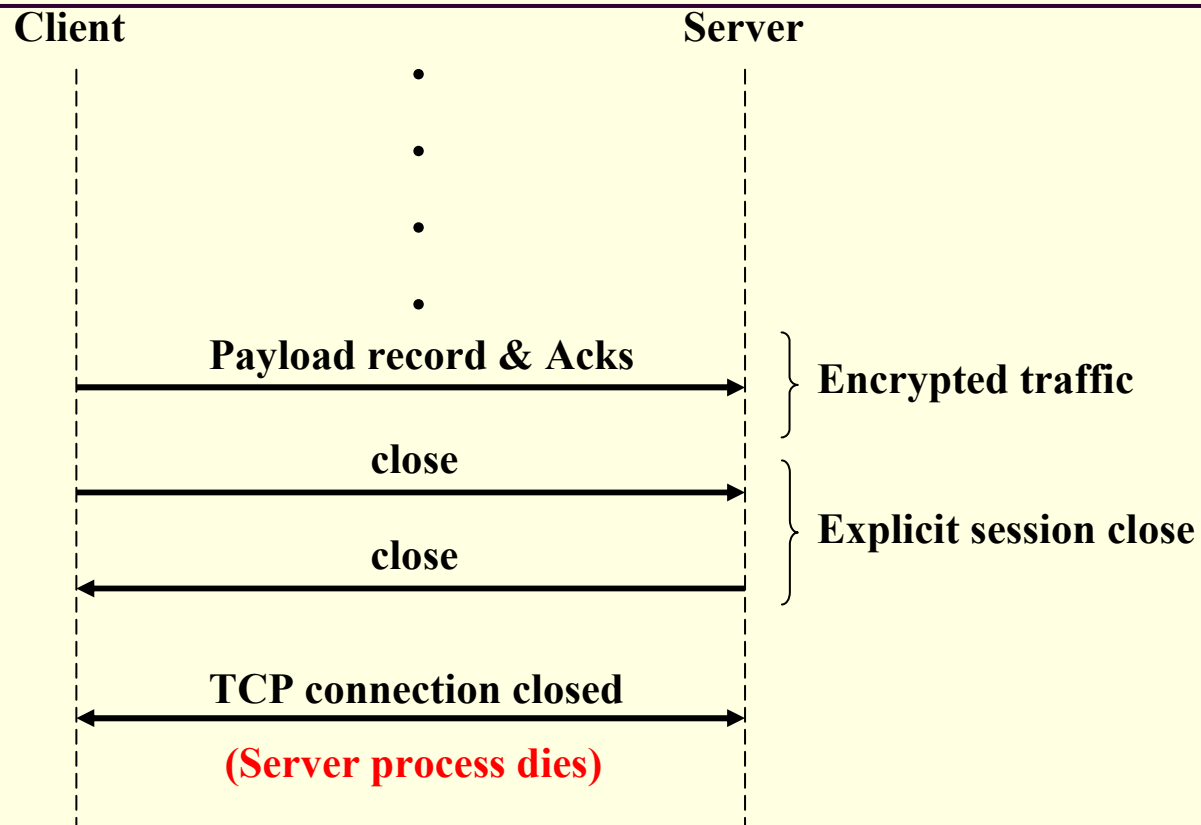 Client
Server
Payload record & Acks
Encrypted traffic
close
Explicit session close
close
TCP connection closed
(Server process dies)